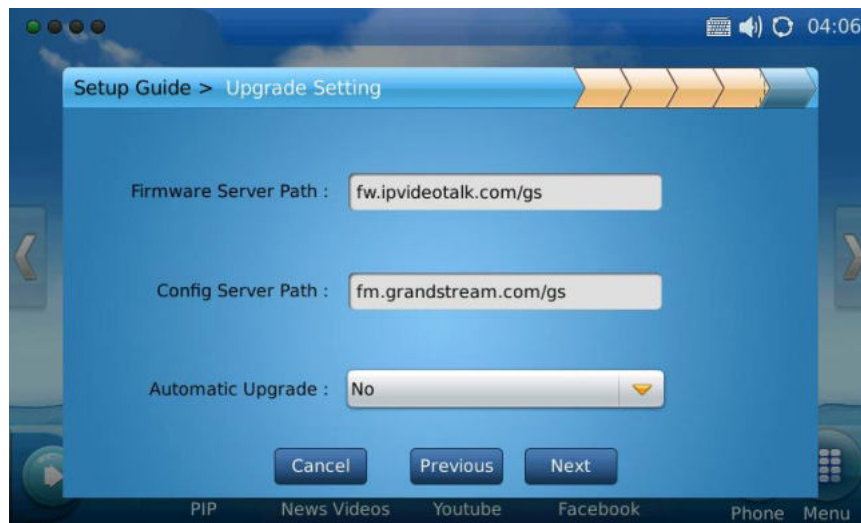 04:06
Setup Guide > Upgrade Setting
Firmware Server Path : fw.ipvideotalk.com/gs
Config Server Path : fm.grandstream.com/gs
Automatic Upgrade : No
Cancel Previous Next
PIP News Videos Youtube Facebook Phone Menu